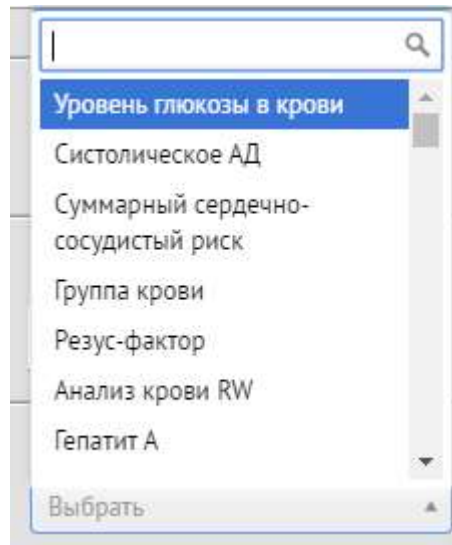 Уровень глюкозы в крови
Систолическое АД
Суммарный сердечно-
сосудистый риск
Группа крови
Резус-фактор
Анализ крови RW
Гепатит А
Выбрать